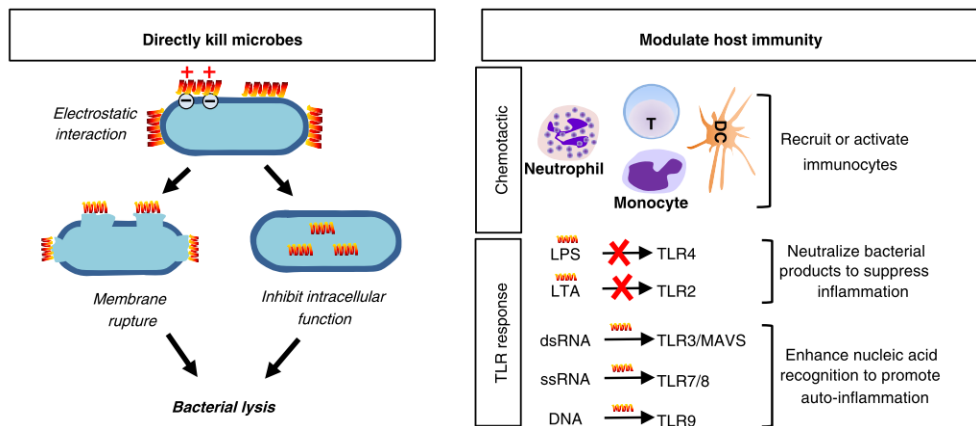 Directly kill microbes
+ +
− −
Electrostatic
interaction
Membrane
rupture
Inhibit intracellular
function
Bacterial lysis
Modulate host immunity
Chemotactic
Neutrophil
T
Monocyte
DC
Recruit or activate
immunocytes
TLR response
LPS TLR4
LTA TLR2
Neutralize bacterial
products to suppress
inflammation
dsRNA TLR3/MAVS
ssRNA TLR7/8
DNA TLR9
Enhance nucleic acid
recognition to promote
auto-inflammation